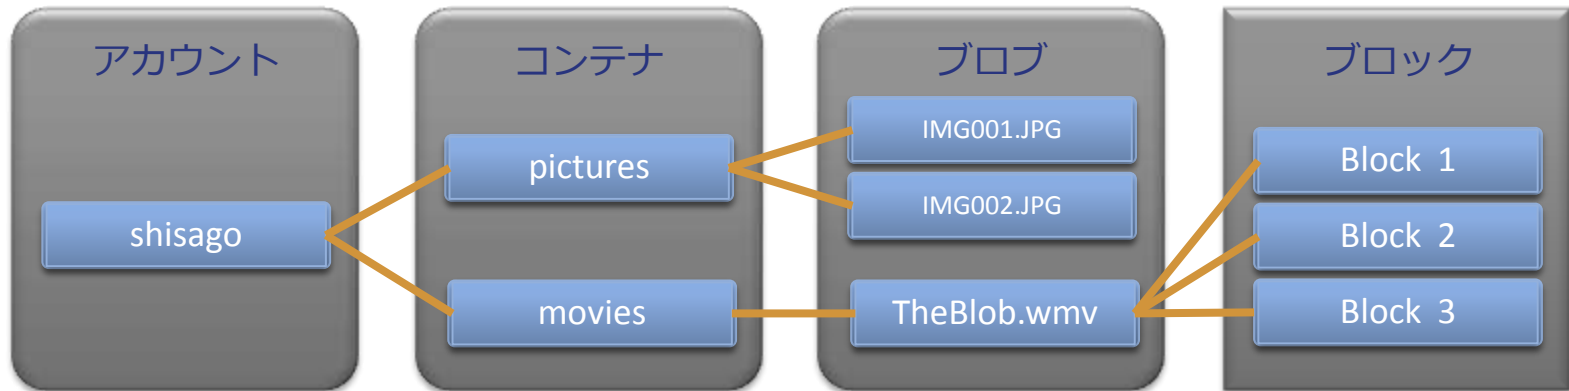 アカウント
shisago
コンテナ
pictures
movies
ブロブ
IMG001.JPG
IMG002.JPG
TheBlob.wmv
ブロック
Block 1
Block 2
Block 3